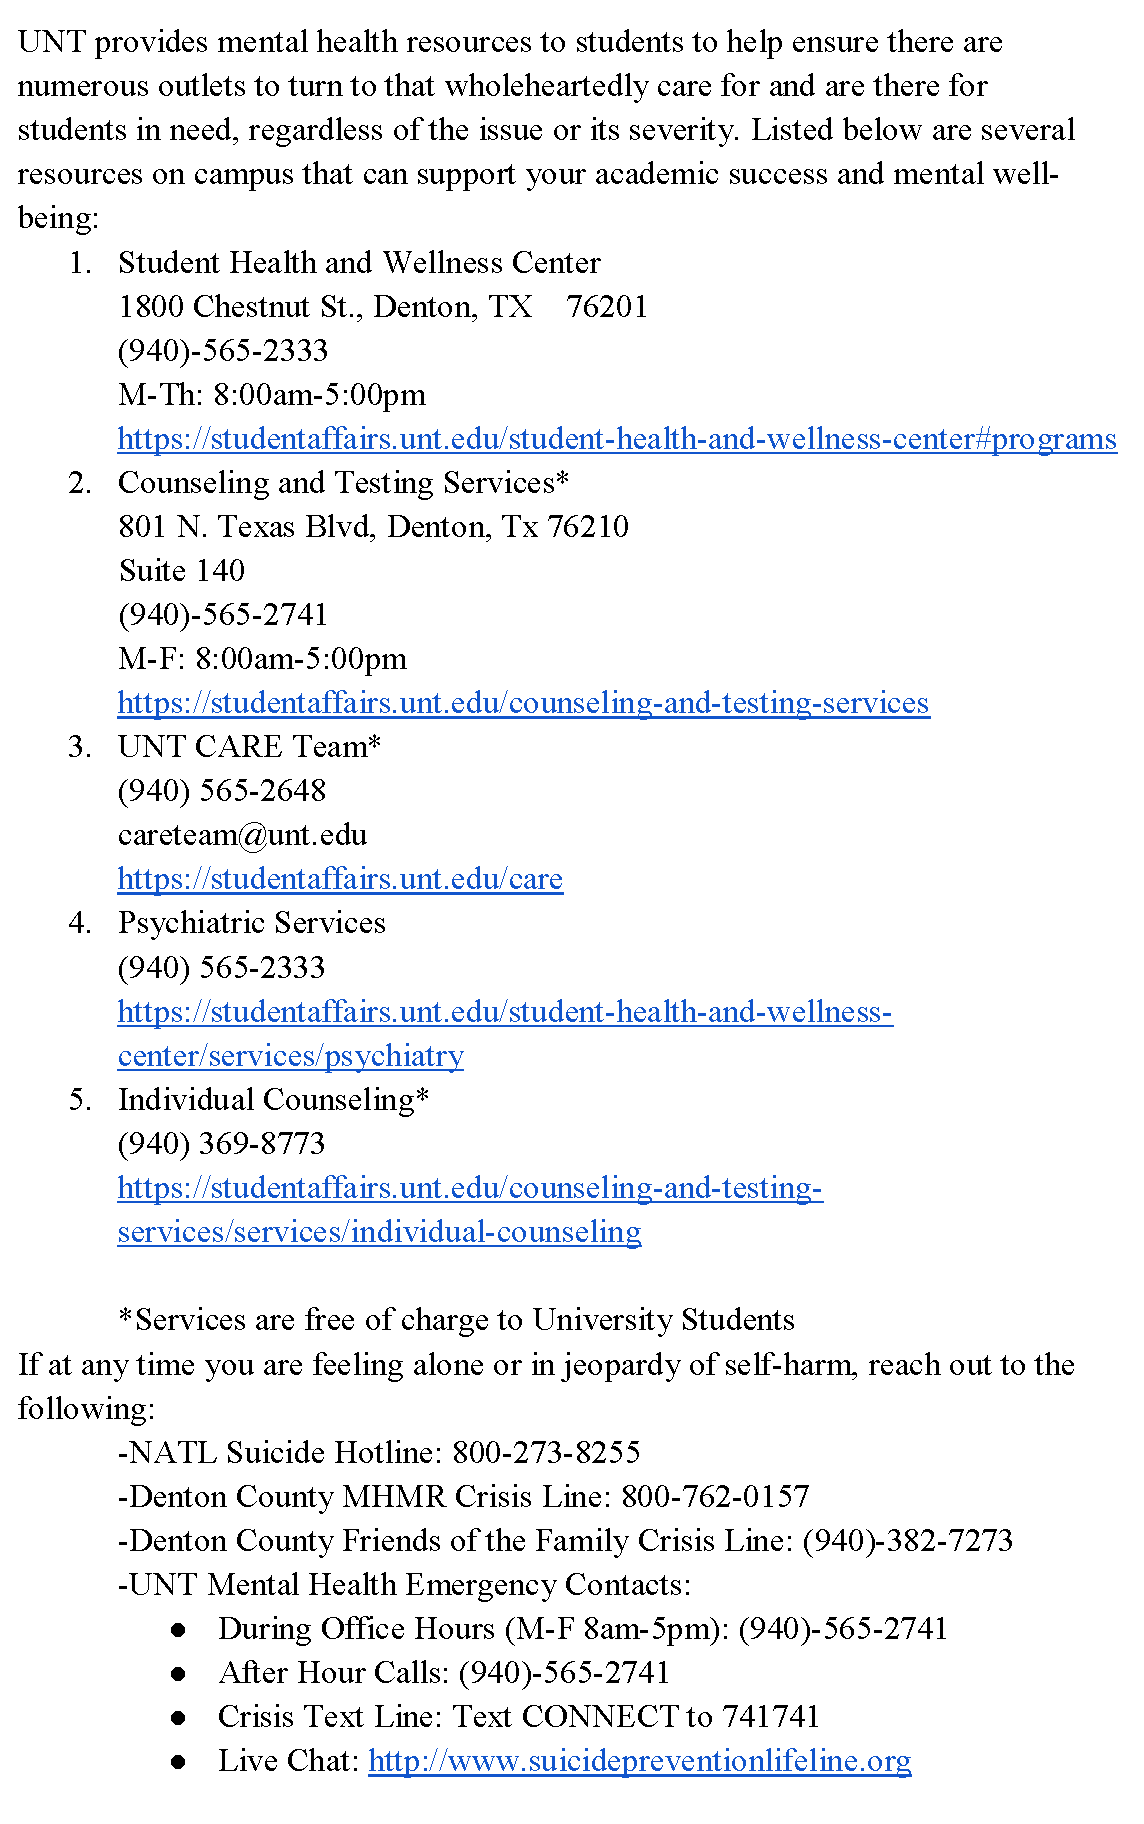 UNT provides mental health resources to students to help ensure there are
numerous outlets to turn to that wholeheartedly care for and are there for
students in need, regardless of the issue or its severity. Listed below are several
resources on campus that can support your academic success and mental well-
being:
1. Student Health and Wellness Center
1800 Chestnut St., Denton, TX 76201
(940)-565-2333
M-Th: 8:00am-5:00pm
https://studentaffairs.unt.edu/student-health-and-wellness-center#programs
2. Counseling and Testing Services*
801 N. Texas Blvd, Denton, Tx 76210
Suite 140
(940)-565-2741
M-F: 8:00am-5:00pm
https://studentaffairs.unt.edu/counseling-and-testing-services
3. UNT CARE Team*
(940) 565-2648
careteam@unt.edu
https://studentaffairs.unt.edu/care
4. Psychiatric Services
(940) 565-2333
https://studentaffairs.unt.edu/student-health-and-wellness-
center/services/psychiatry
5. Individual Counseling*
(940) 369-8773
https://studentaffairs.unt.edu/counseling-and-testing-
services/services/individual-counseling
*Services are free of charge to University Students
If at any time you are feeling alone or in jeopardy of self-harm, reach out to the
following:
-NATL Suicide Hotline: 800-273-8255
-Denton County MHMR Crisis Line: 800-762-0157
-Denton County Friends of the Family Crisis Line: (940)-382-7273
-UNT Mental Health Emergency Contacts:
● During Office Hours (M-F 8am-5pm): (940)-565-2741
● After Hour Calls: (940)-565-2741
● Crisis Text Line: Text CONNECT to 741741
● Live Chat: http://www.suicidepreventionlifeline.org